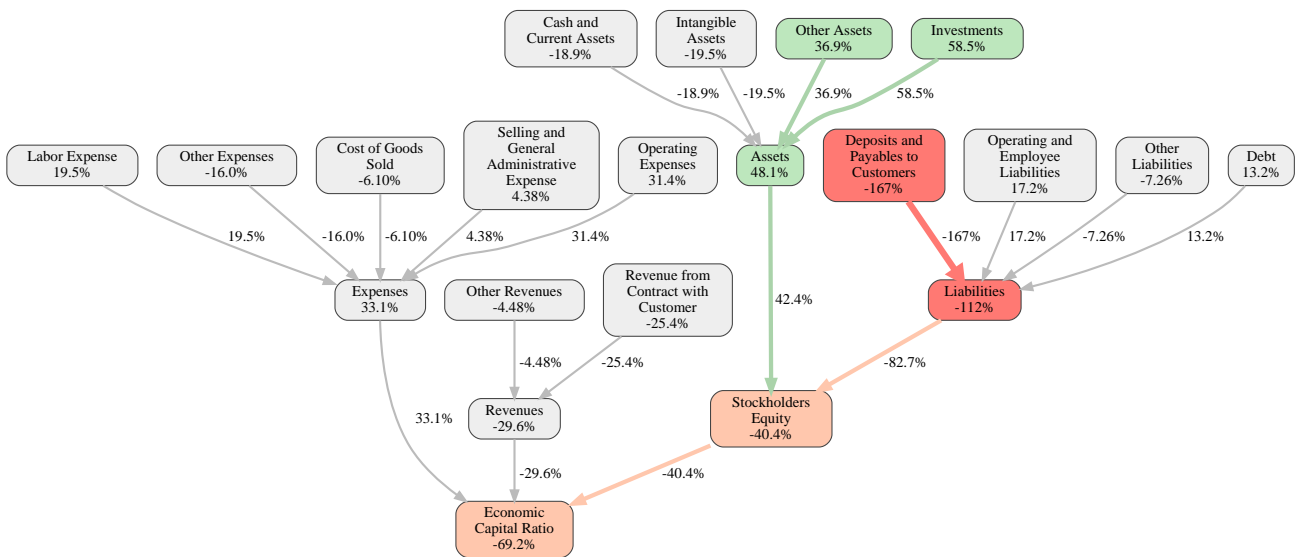 Cash and
Current Assets
-18.9%
Intangible
Assets
-19.5%
Other Assets
36.9%
Investments
58.5%
-18.9%
-19.5%
36.9%
58.5%
Labor Expense
19.5%
Other Expenses
-16.0%
Cost of Goods
Sold
-6.10%
Selling and
General
Administrative
Expense
4.38%
Operating
Expenses
31.4%
Assets
48.1%
Deposits and
Payables to
Customers
-167%
Operating and
Employee
Liabilities
17.2%
Other
Liabilities
-7.26%
Debt
13.2%
19.5%
-16.0%
-6.10%
4.38%
31.4%
-167%
17.2%
-7.26%
13.2%
Expenses
33.1%
Other Revenues
-4.48%
Revenue from
Contract with
Customer
-25.4%
42.4%
Liabilities
-112%
-4.48%
-25.4%
-82.7%
33.1%
Revenues
-29.6%
Stockholders
Equity
-40.4%
-29.6%
-40.4%
Economic
Capital Ratio
-69.2%